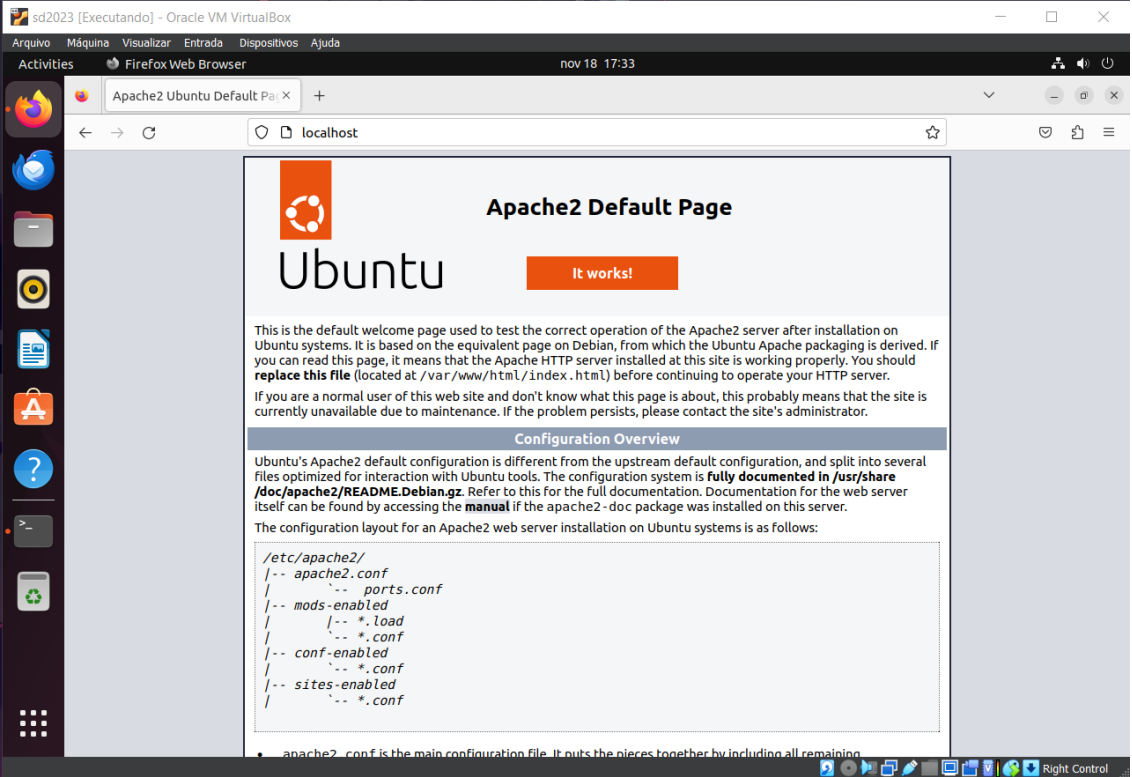 sd2023 [Executando] - Oracle VM VirtualBox
Arquivo Máquina Visualizar Entrada Dispositivos Ajuda
Activities Firefox Web Browser nov 18 17:33
Apache2 Ubuntu Default Pa
localhost
Apache2 Default Page
Ubuntu
It works!
This is the default welcome page used to test the correct operation of the Apache2 server after installation on
Ubuntu systems. It is based on the equivalent page on Debian, from which the Ubuntu Apache packaging is derived. If
you can read this page, it means that the Apache HTTP server installed at this site is working properly. You should
replace this file (located at /var/www/html/index.html) before continuing to operate your HTTP server.
If you are a normal user of this web site and don't know what this page is about, this probably means that the site is
currently unavailable due to maintenance. If the problem persists, please contact the site's administrator.
Configuration Overview
Ubuntu's Apache2 default configuration is different from the upstream default configuration, and split into several
files optimized for interaction with Ubuntu tools. The configuration system is fully documented in /usr/share
/doc/apache2/README.Debian.gz. Refer to this for the full documentation. Documentation for the web server
itself can be found by accessing the manual if the apache2-doc package was installed on this server.
The configuration layout for an Apache2 web server installation on Ubuntu systems is as follows:
/etc/apache2/
|-- apache2.conf
|       `--  ports.conf
|-- mods-enabled
|       |-- *.load
|       `-- *.conf
|-- conf-enabled
|       `-- *.conf
|-- sites-enabled
|       `-- *.conf
• apache2.conf is the main configuration file. It puts the pieces together by including all remaining
Right Control